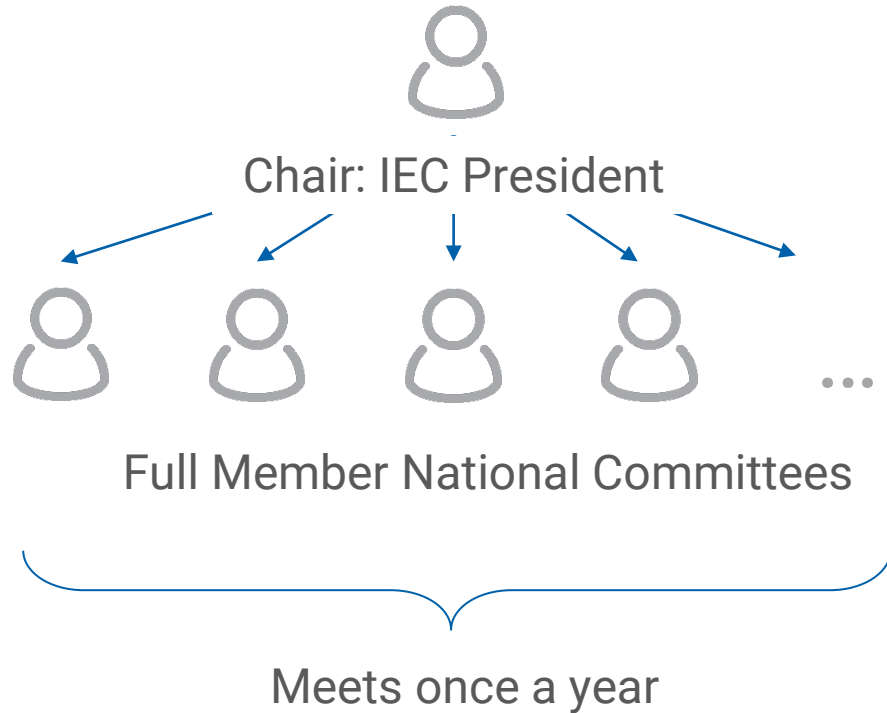 Chair: IEC President
...
Full Member National Committees
Meets once a year